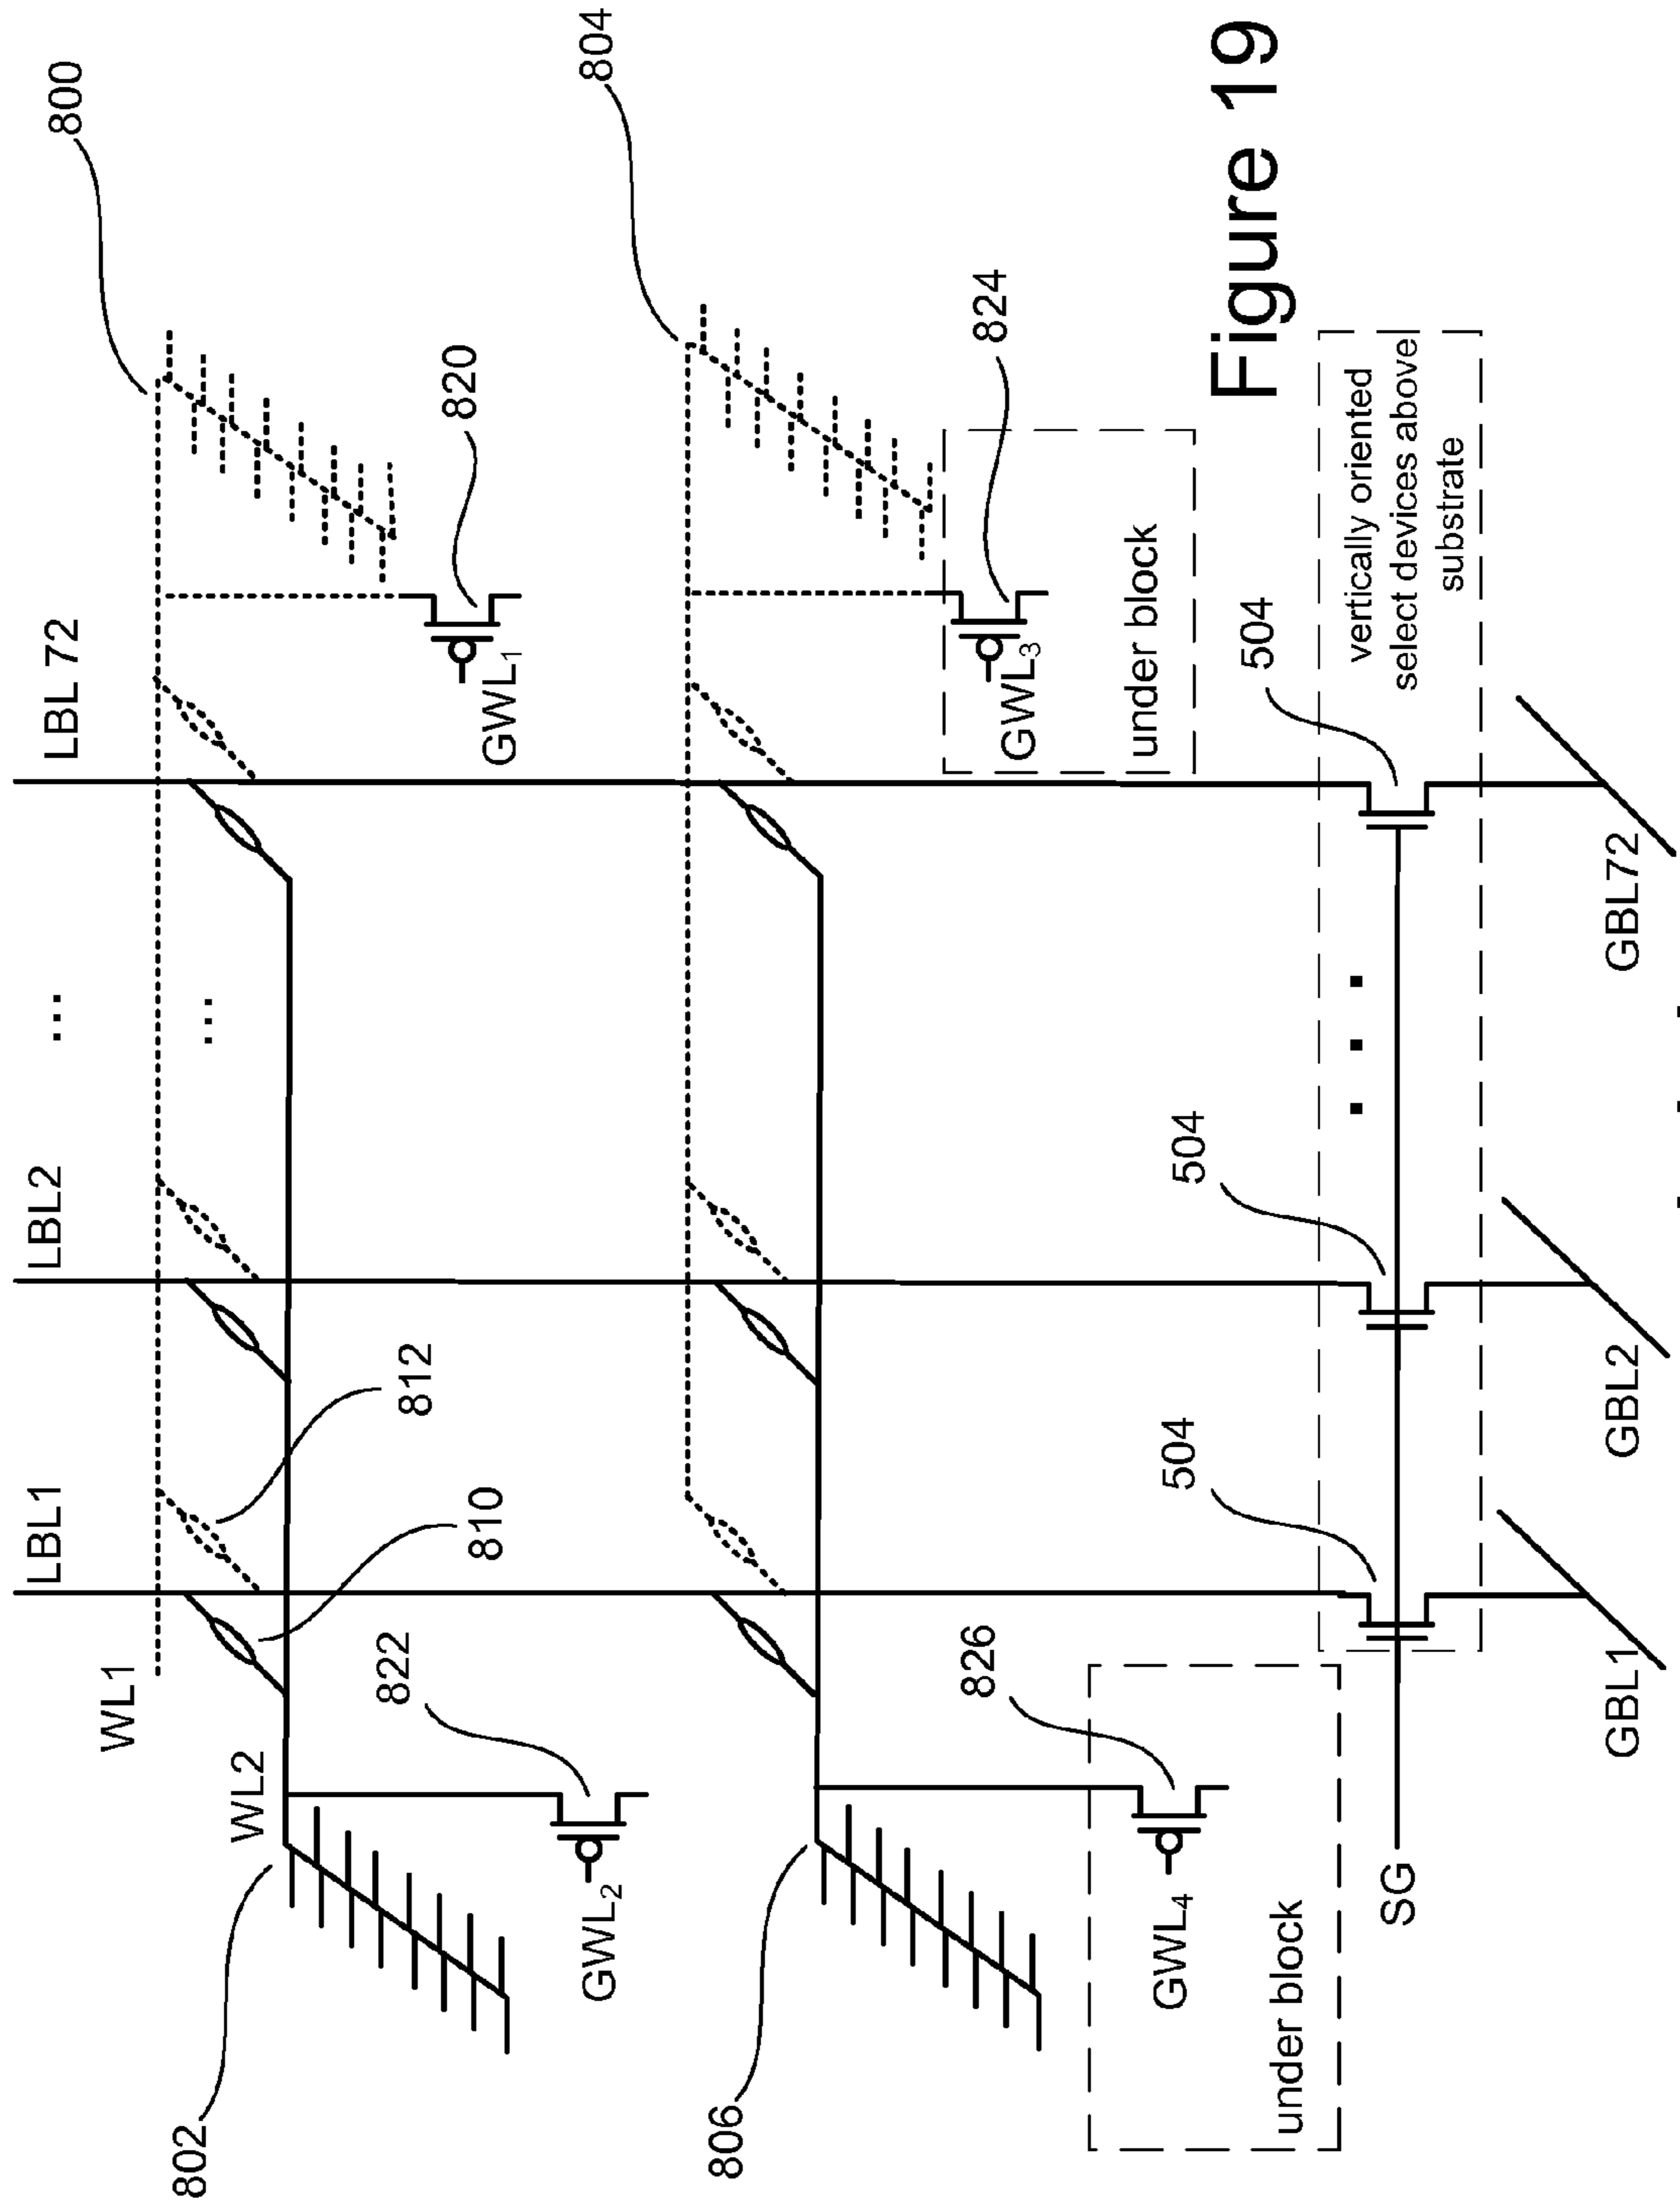 LBL1 LBL2 ... LBL 72 800
WL1
802 WL2 ...
822 812 820
810
GWL1
GWL2 804
806
826 824
GWL3
under block
GWL4 504 504 504
Figure 19
under block
. . .
vertically oriented
select devices above
substrate
SG
GBL1 GBL2 GBL72